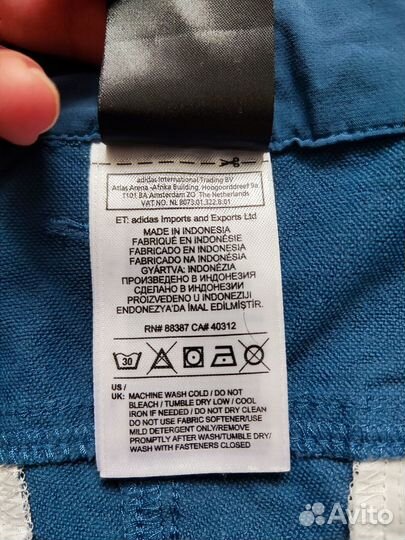 adidas International Trading BV
Atlas Arena -Afrika Building, Hoogoorddreef 9a
1101 BA Amsterdam ZO The Netherlands
VAT NO. NL 8073.01.322.B.01
ET: adidas Imports and Exports Ltd
MADE IN INDONESIA
FABRIQUÉ EN INDONÉSIE
FABRICADO EN INDONESIA
FABRICADO NA INDONÉSIA
GYÁRTVA: INDONÉZIA
ПРОИЗВЕДЕНО В ИНДОНЕЗИЯ
СДЕЛАНО В ИНДОНЕЗИИ
PROIZVEDENO U INDONEZIJI
ENDONEZYA'DA İMAL EDİLMİŞTİR.
RN# 88387 CA# 40312
30
US /
UK: MACHINE WASH COLD / DO NOT
BLEACH / TUMBLE DRY LOW / COOL
IRON IF NEEDED / DO NOT DRY CLEAN
DO NOT USE FABRIC SOFTENER/USE
MILD DETERGENT ONLY/REMOVE
PROMPTLY AFTER WASH/TUMBLE DRY/
WASH WITH FASTENERS CLOSED
Avito